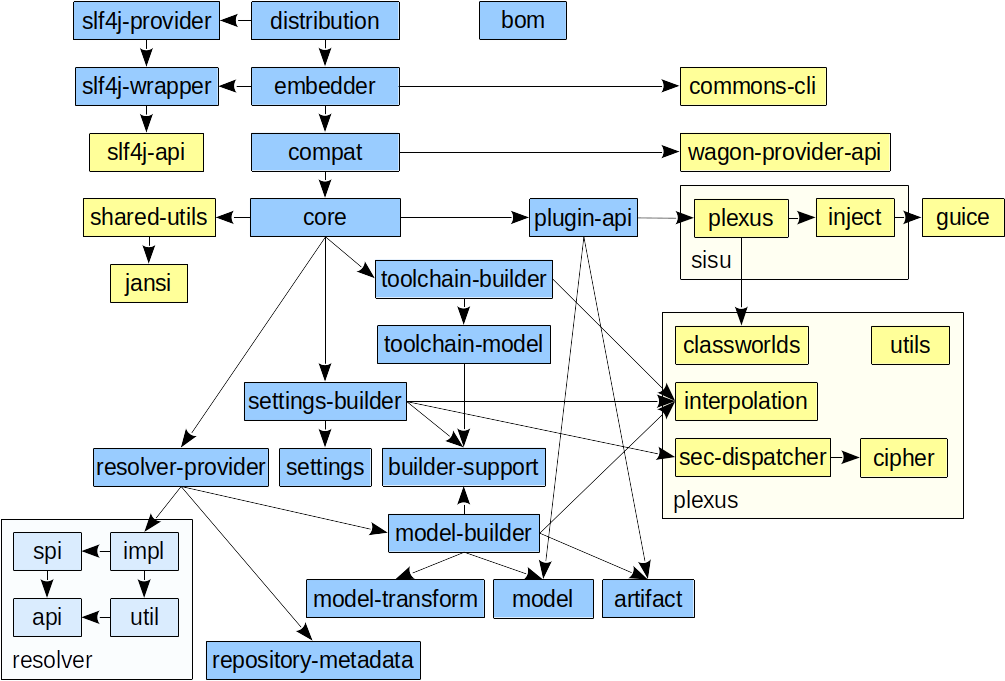 slf4j-provider
distribution
bom
slf4j-wrapper
embedder
commons-cli
slf4j-api
compat
wagon-provider-api
shared-utils
core
plugin-api
plexus
inject
guice
sisu
jansi
toolchain-builder
toolchain-model
classworlds
utils
settings-builder
interpolation
resolver-provider
settings
builder-support
sec-dispatcher
cipher
plexus
model-builder
spi
impl
model-transform
model
artifact
api
util
resolver
repository-metadata